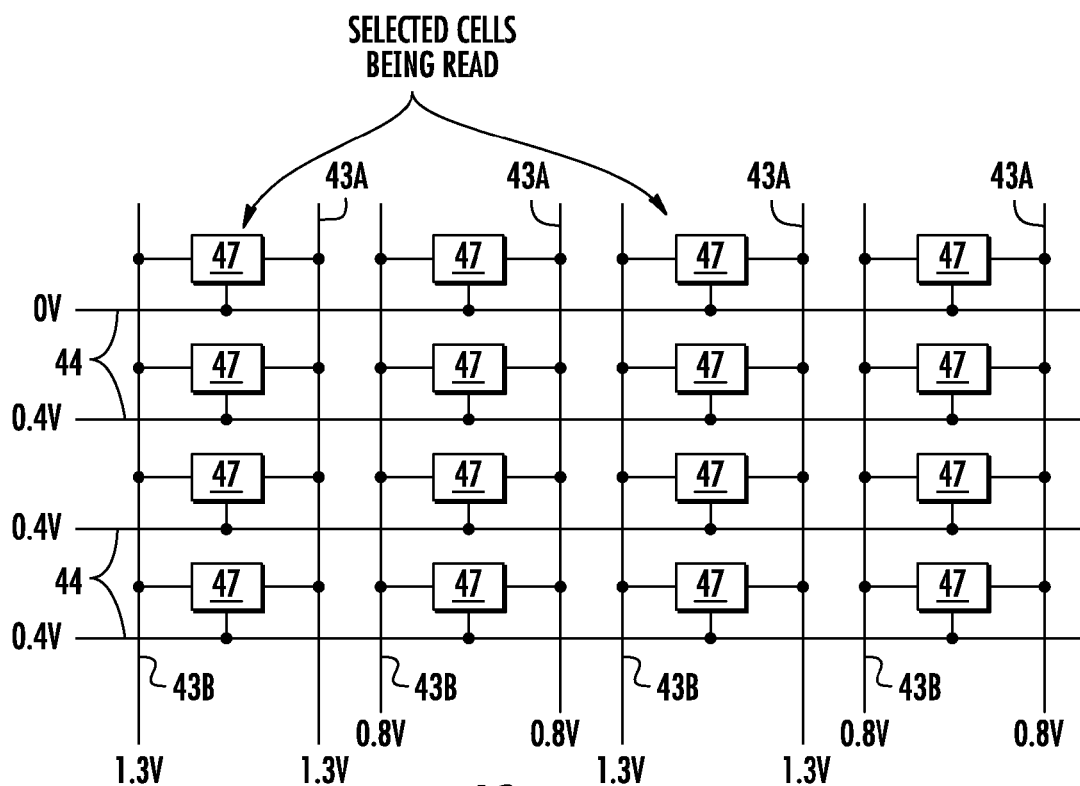 SELECTED CELLS
BEING READ
43A 43A 43A 43A
47 47 47 47
0V
44
47 47 47 47
0.4V
47 47 47 47
0.4V
44
47 47 47 47
0.4V
43B 43B 43B 43B
0.8V 0.8V 0.8V 0.8V
1.3V 1.3V 1.3V 1.3V